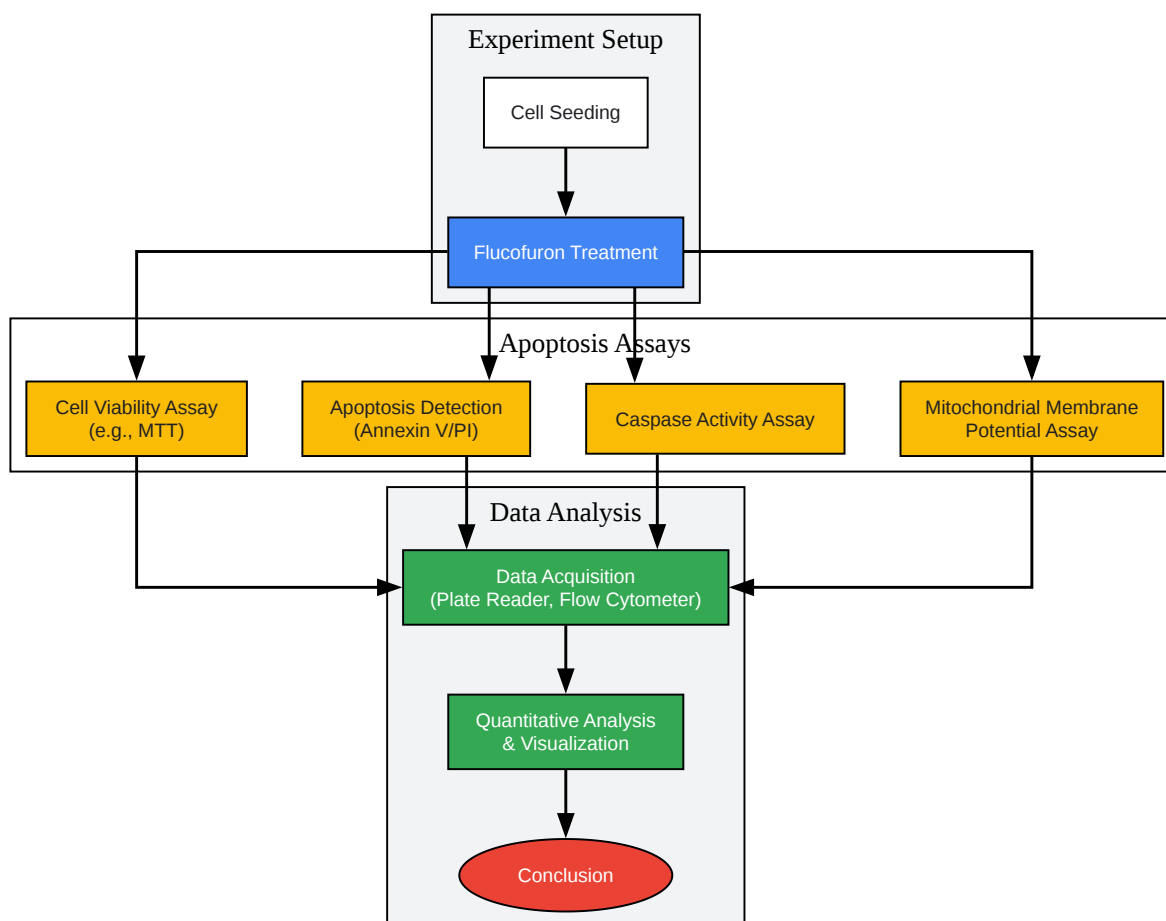 Experiment Setup
Cell Seeding
Flucofuron Treatment
Apoptosis Assays
Cell Viability Assay
(e.g., MTT)
Apoptosis Detection
(Annexin V/PI)
Caspase Activity Assay
Mitochondrial Membrane
Potential Assay
Data Analysis
Data Acquisition
(Plate Reader, Flow Cytometer)
Quantitative Analysis
& Visualization
Conclusion